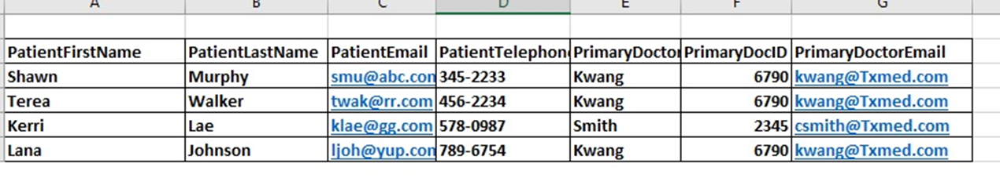 A B C D E F G
PatientFirstName PatientLastName PatientEmail PatientTelephon PrimaryDoctor PrimaryDocID PrimaryDoctorEmail
Shawn Murphy smu@abc.con 345-2233 Kwang 6790 kwang@Txmed.com
Terea Walker twak@rr.com 456-2234 Kwang 6790 kwang@Txmed.com
Kerri Lae klae@gg.com 578-0987 Smith 2345 csmith@Txmed.com
Lana Johnson ljoh@yup.con 789-6754 Kwang 6790 kwang@Txmed.com